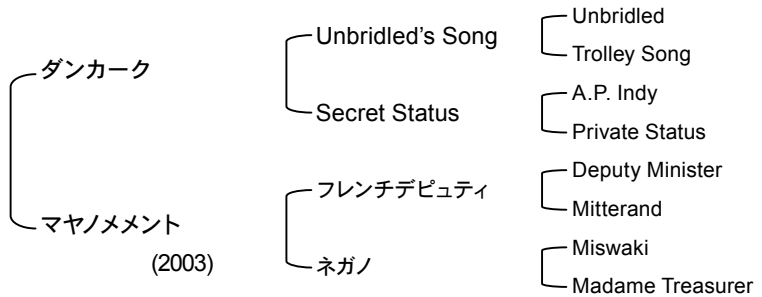 ダンカーク
マヤノメメント
(2003)
Unbridled's Song
Secret Status
フレンチデピュティ
ネガノ
Unbridled
Trolley Song
A.P. Indy
Private Status
Deputy Minister
Mitterand
Miswaki
Madame Treasurer